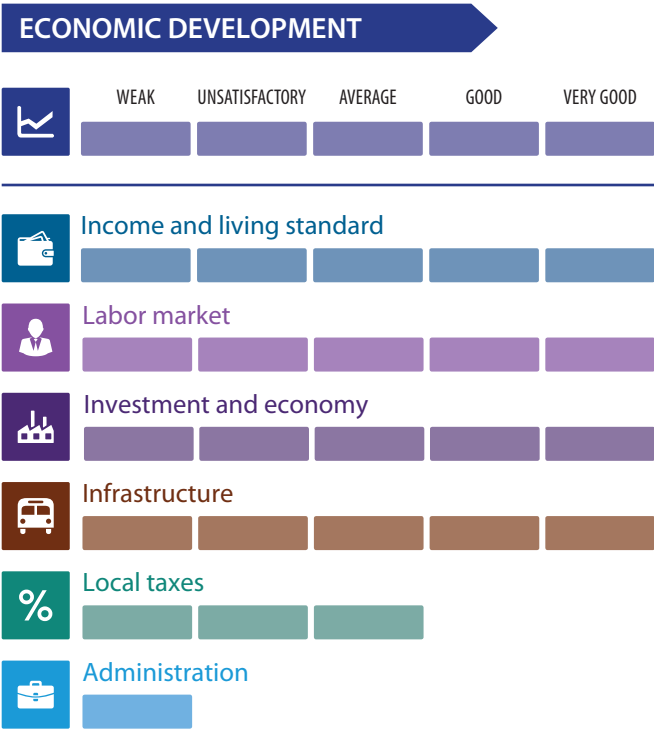 ECONOMIC DEVELOPMENT
WEAK UNSATISFACTORY AVERAGE GOOD VERY GOOD
Income and living standard
Labor market
Investment and economy
Infrastructure
%
Local taxes
Administration